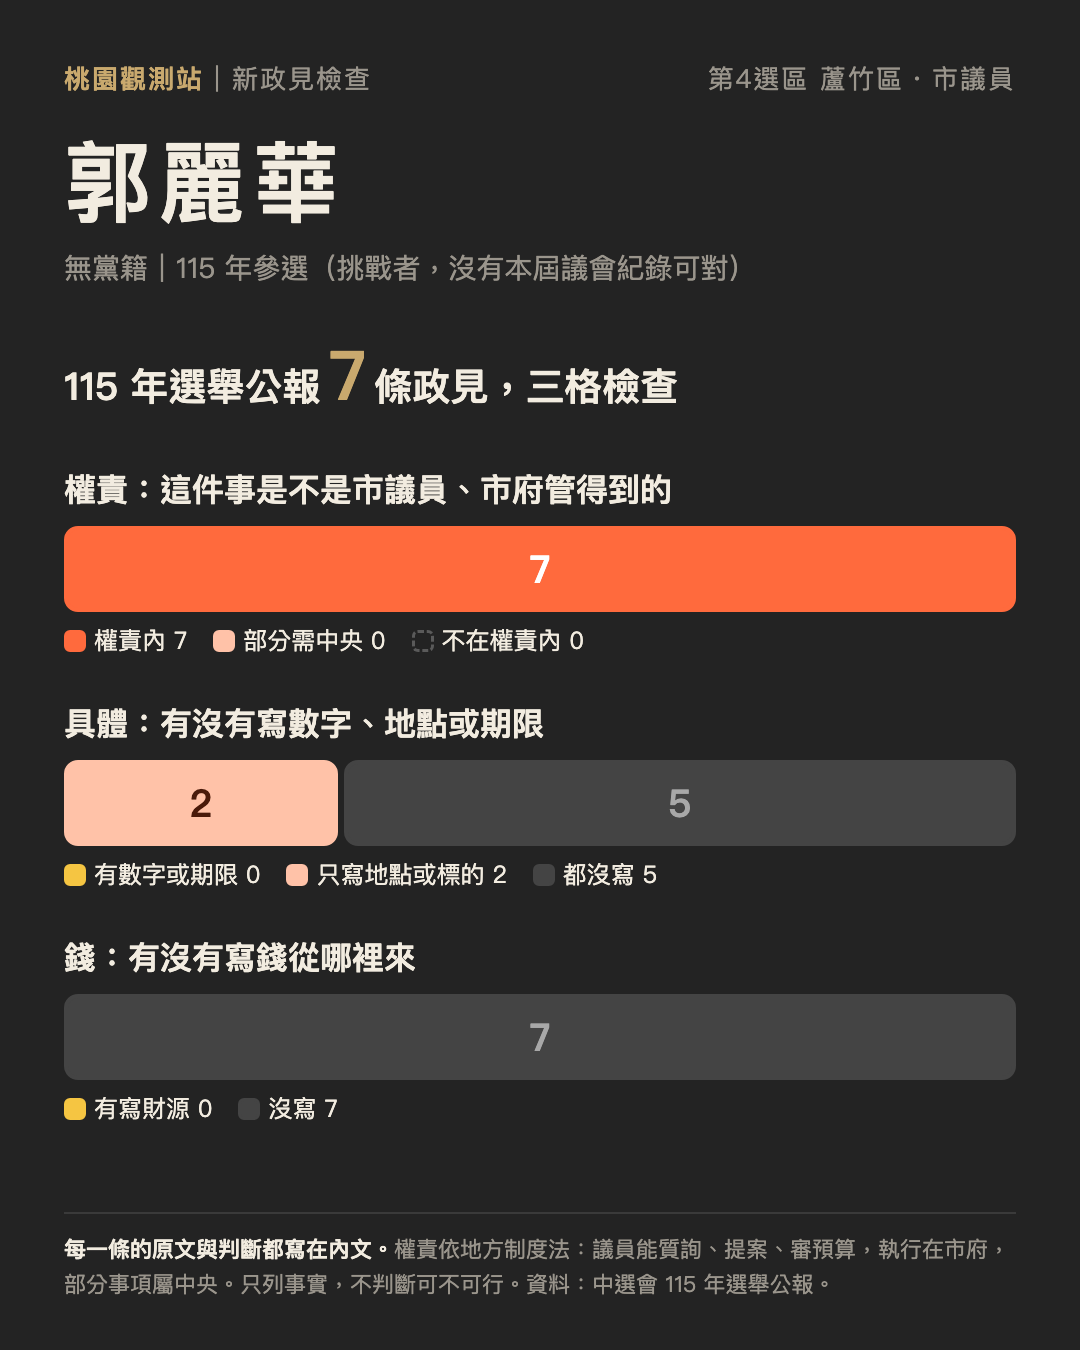 桃園觀測站｜新政見檢查
第4選區 蘆竹區・市議員
郭麗華
無黨籍｜115 年參選（挑戰者，沒有本屆議會紀錄可對）
115 年選舉公報 7 條政見，三格檢查
權責：這件事是不是市議員、市府管得到的
7
權責內 7 部分需中央 0 不在權責內 0
具體：有沒有寫數字、地點或期限
2 5
有數字或期限 0 只寫地點或標的 2 都沒寫 5
錢：有沒有寫錢從哪裡來
7
有寫財源 0 沒寫 7
每一條的原文與判斷都寫在內文。權責依地方制度法：議員能質詢、提案、審預算，執行在市府，
部分事項屬中央。只列事實，不判斷可不可行。資料：中選會 115 年選舉公報。